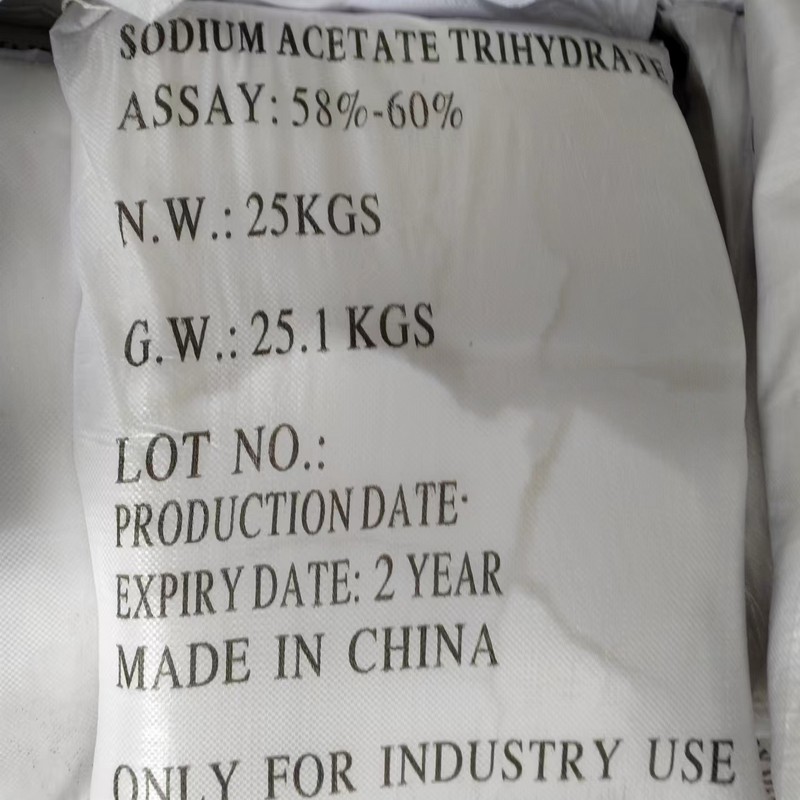 SODIUM ACETATE TRIHYDRATE
ASSAY: 58%-60%
N.W.: 25KGS
G.W.: 25.1 KGS
LOT NO.:
PRODUCTION DATE:
EXPIRY DATE: 2 YEAR
MADE IN CHINA
ONLY FOR INDUSTRY USE